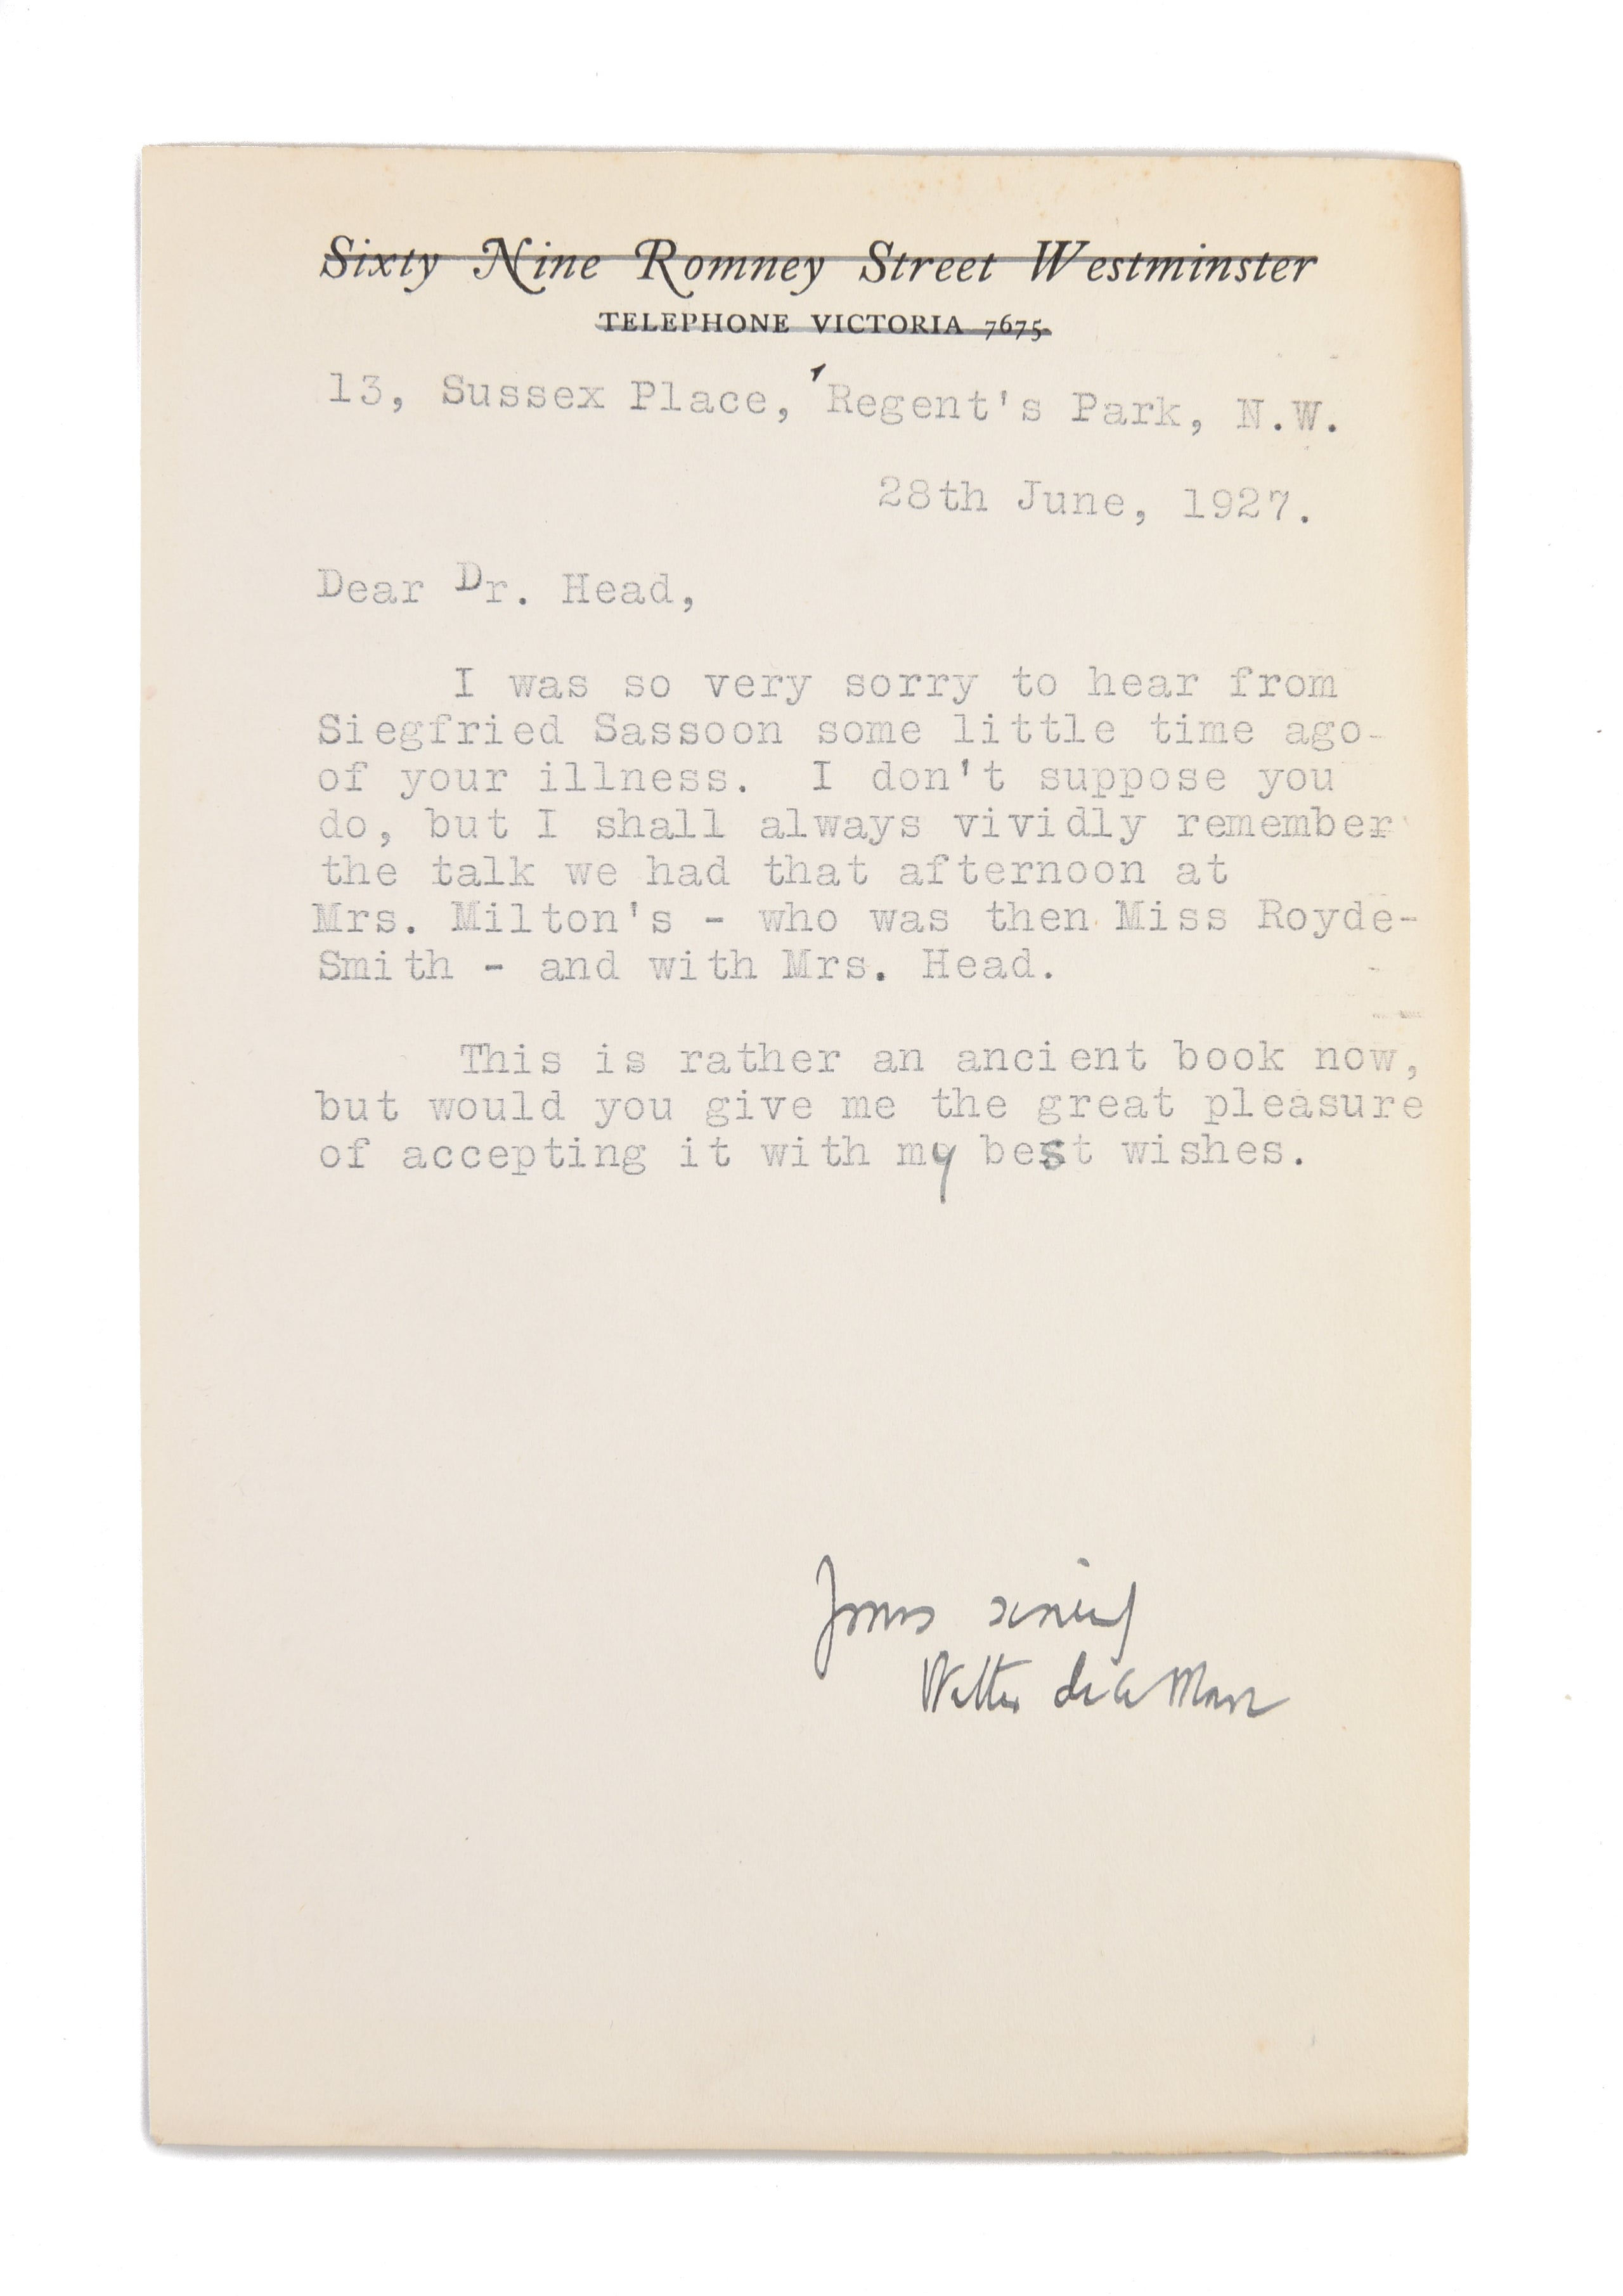 Sixty Nine Romney Street Westminster
TELEPHONE VICTORIA 7675
13, Sussex Place, Regent's Park, N.W.
28th June, 1927.
Dear Dr. Head,
I was so very sorry to hear from
Siegfried Sassoon some little time ago
of your illness. I don't suppose you
do, but I shall always vividly remember
the talk we had that afternoon at
Mrs. Milton's - who was then Miss Royde-
Smith - and with Mrs. Head.
This is rather an ancient book now,
but would you give me the great pleasure
of accepting it with my best wishes.
Yours sincerely
Walter de la Mare